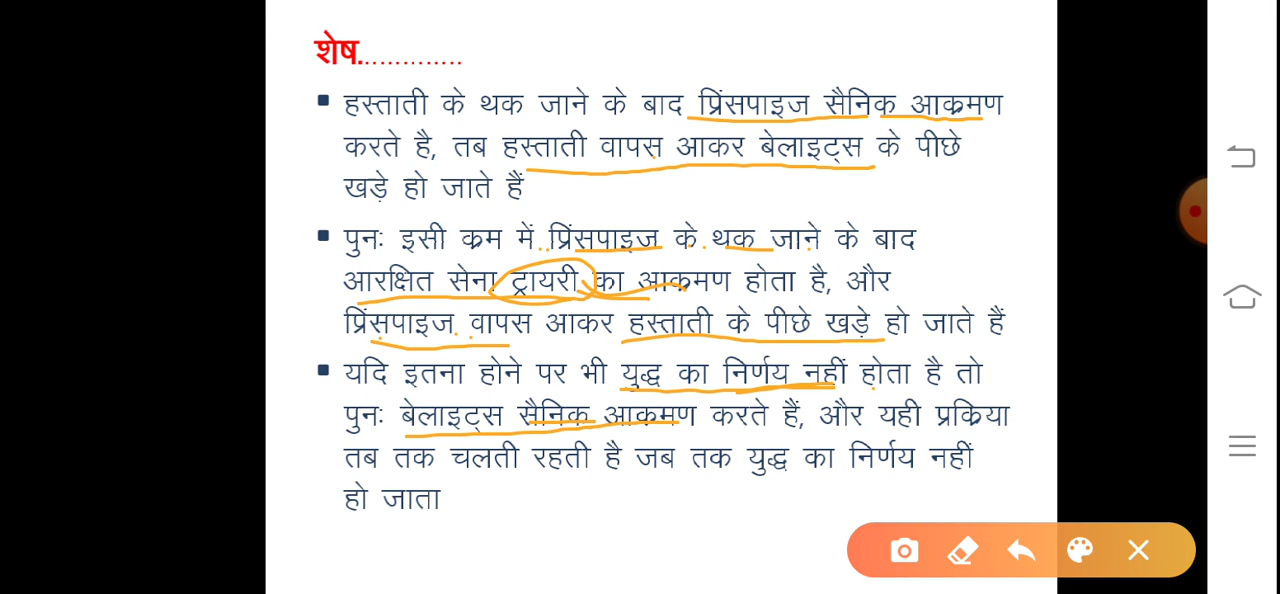 शेष.............
▪ हस्ताती के थक जाने के बाद प्रिंसपाइज सैनिक आक्रमण
करते है, तब हस्ताती वापस आकर बेलाइट्स के पीछे
खड़े हो जाते हैं
▪ पुनः इसी क्रम में प्रिंसपाइज के थक जाने के बाद
आरक्षित सेना ट्रायरी का आक्रमण होता है, और
प्रिंसपाइज वापस आकर हस्ताती के पीछे खड़े हो जाते हैं
▪ यदि इतना होने पर भी युद्ध का निर्णय नहीं होता है तो
पुनः बेलाइट्स सैनिक आक्रमण करते हैं, और यही प्रक्रिया
तब तक चलती रहती है जब तक युद्ध का निर्णय नहीं
हो जाता